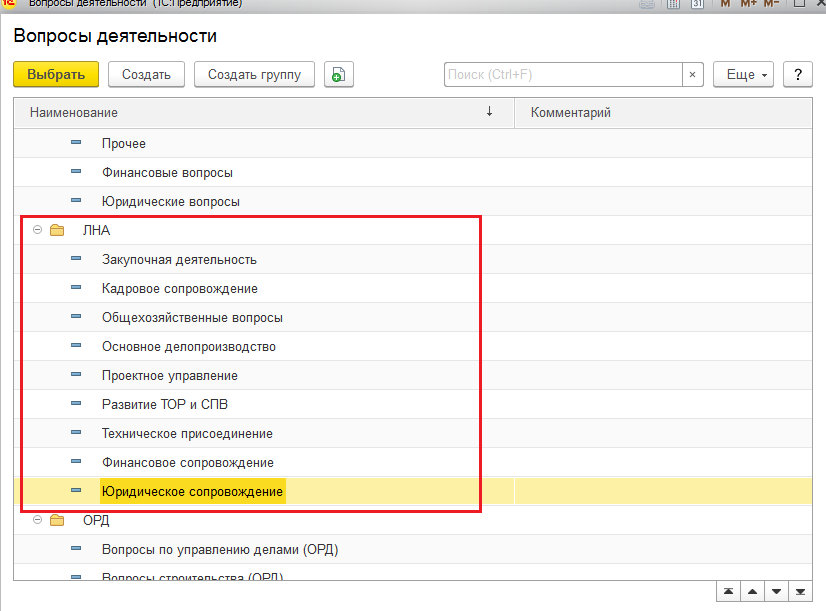 Вопросы деятельности (1С:Предприятие)
31 M M+ M-
Вопросы деятельности
Выбрать Создать Создать группу Поиск (Ctrl+F) × Еще ?
Наименование ↓ Комментарий
Прочее
Финансовые вопросы
Юридические вопросы
ЛНА
Закупочная деятельность
Кадровое сопровождение
Общехозяйственные вопросы
Основное делопроизводство
Проектное управление
Развитие ТОР и СПВ
Техническое присоединение
Финансовое сопровождение
Юридическое сопровождение
ОРД
Вопросы по управлению делами (ОРД)
Вопросы строительства (ОРД)